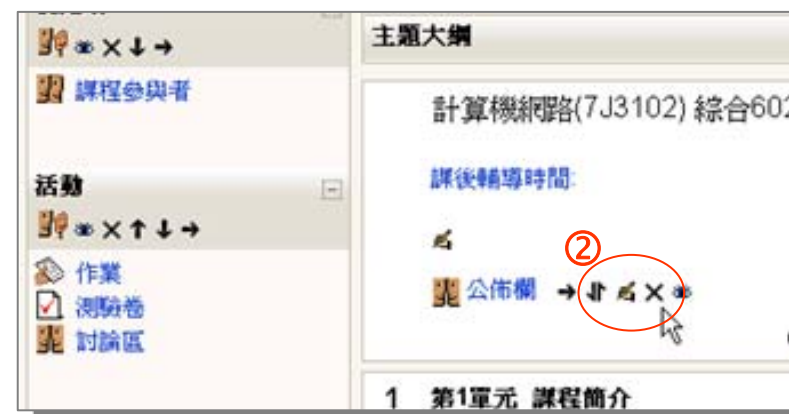 課程參與者
活動
作業
測驗卷
討論區
主題大綱
計算機網路(7J3102) 綜合602
課後輔導時間:
②
公佈欄
1 第1單元 課程簡介